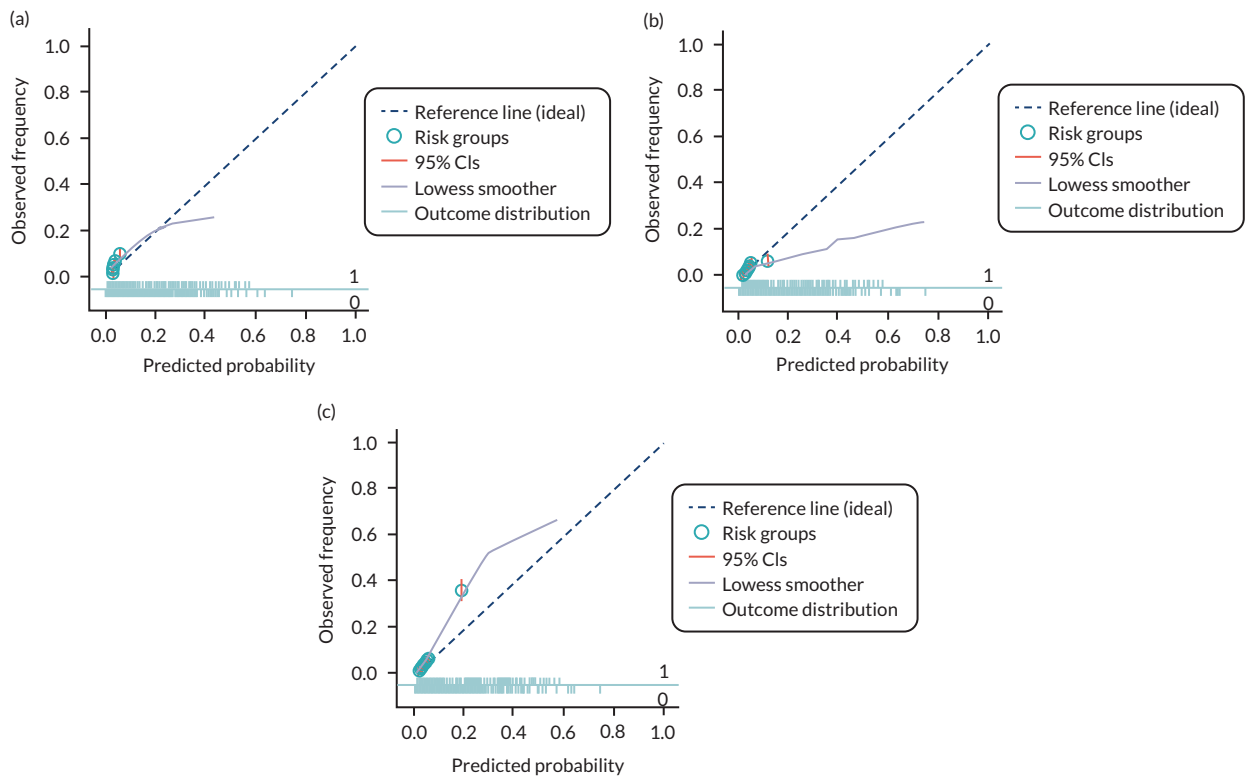 (a)
Observed frequency
1.0
0.8
0.6
0.4
0.2
0.0
1
0
0.0 0.2 0.4 0.6 0.8 1.0
Predicted probability
Reference line (ideal)
Risk groups
95% CIs
Lowess smoother
Outcome distribution
(b)
Observed frequency
1.0
0.8
0.6
0.4
0.2
0.0
1
0
0.0 0.2 0.4 0.6 0.8 1.0
Predicted probability
Reference line (ideal)
Risk groups
95% CIs
Lowess smoother
Outcome distribution
(c)
Observed frequency
1.0
0.8
0.6
0.4
0.2
0.0
1
0
0.0 0.2 0.4 0.6 0.8 1.0
Predicted probability
Reference line (ideal)
Risk groups
95% CIs
Lowess smoother
Outcome distribution